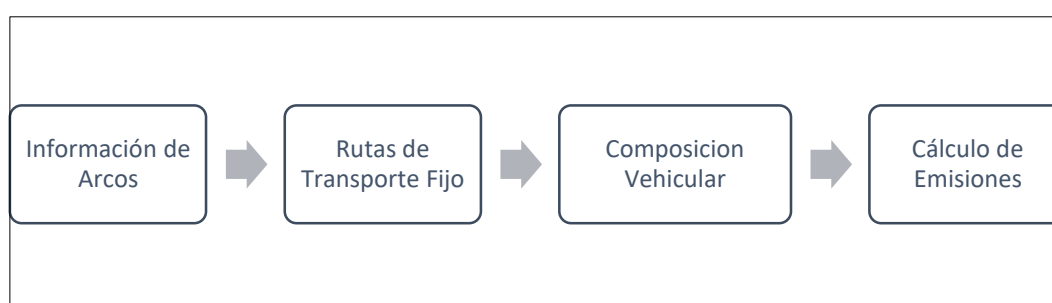 Información de
Arcos
Rutas de
Transporte Fijo
Composicion
Vehicular
Cálculo de
Emisiones